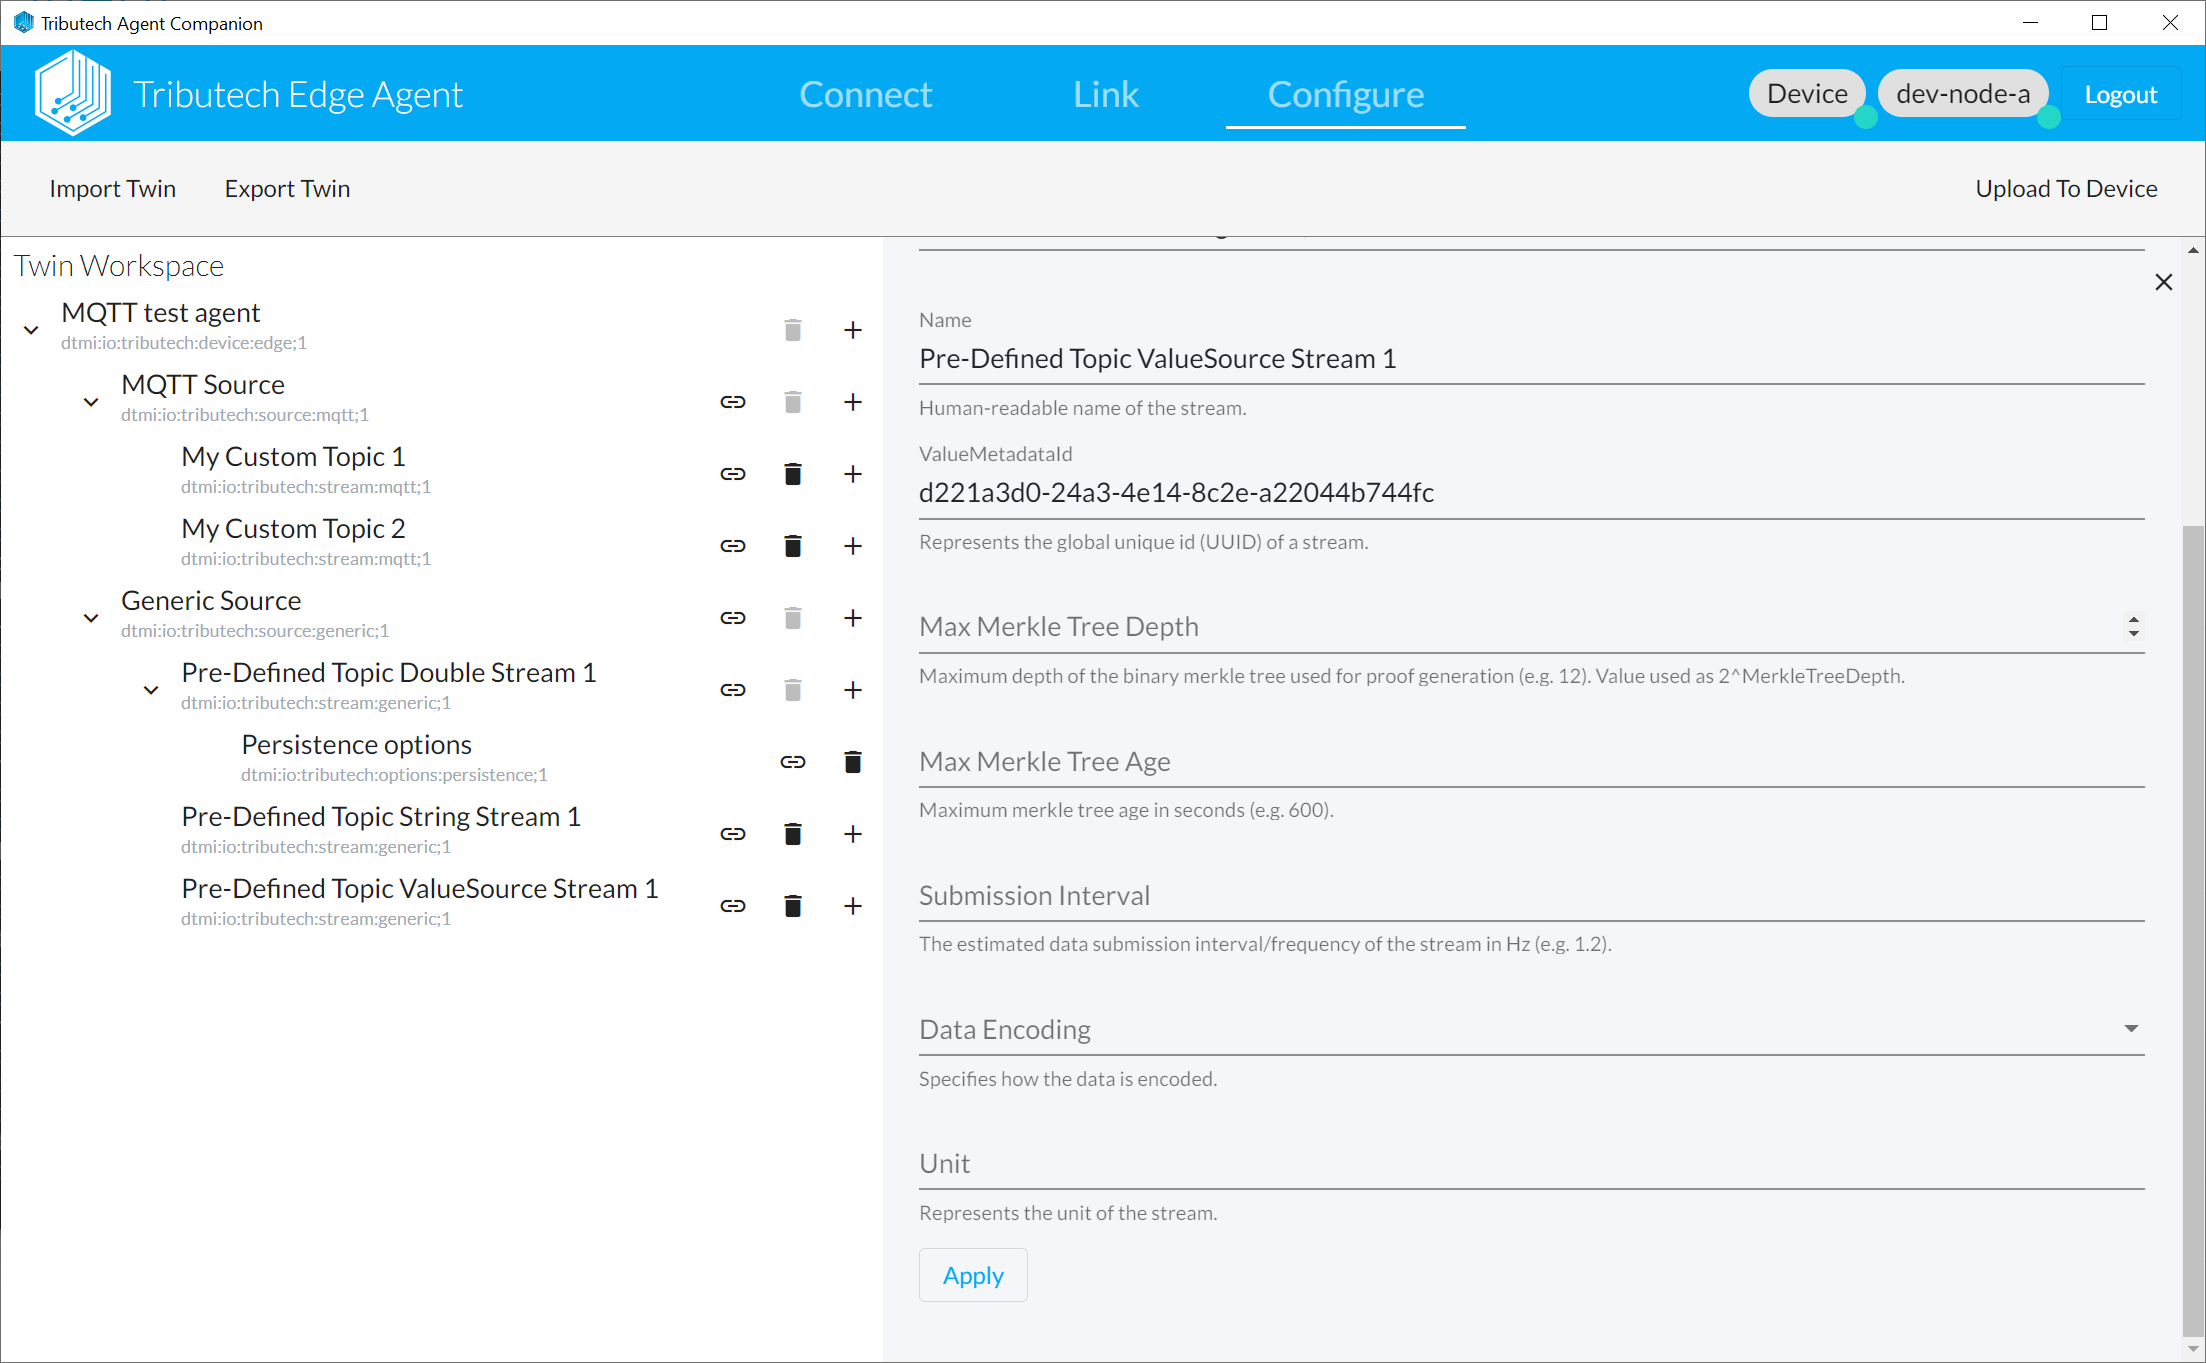 Tributech Agent Companion
Tributech Edge Agent
Connect
Link
Configure
Device
dev-node-a
Logout
Import Twin
Export Twin
Upload To Device
Twin Workspace
MQTT test agent
dtmi:io:tributech:device:edge;1
MQTT Source
dtmi:io:tributech:source:mqtt;1
My Custom Topic 1
dtmi:io:tributech:stream:mqtt;1
My Custom Topic 2
dtmi:io:tributech:stream:mqtt;1
Generic Source
dtmi:io:tributech:source:generic;1
Pre-Defined Topic Double Stream 1
dtmi:io:tributech:stream:generic;1
Persistence options
dtmi:io:tributech:options:persistence;1
Pre-Defined Topic String Stream 1
dtmi:io:tributech:stream:generic;1
Pre-Defined Topic ValueSource Stream 1
dtmi:io:tributech:stream:generic;1
Name
Pre-Defined Topic ValueSource Stream 1
Human-readable name of the stream.
ValueMetadataId
d221a3d0-24a3-4e14-8c2e-a22044b744fc
Represents the global unique id (UUID) of a stream.
Max Merkle Tree Depth
Maximum depth of the binary merkle tree used for proof generation (e.g. 12). Value used as 2^MerkleTreeDepth.
Max Merkle Tree Age
Maximum merkle tree age in seconds (e.g. 600).
Submission Interval
The estimated data submission interval/frequency of the stream in Hz (e.g. 1.2).
Data Encoding
Specifies how the data is encoded.
Unit
Represents the unit of the stream.
Apply